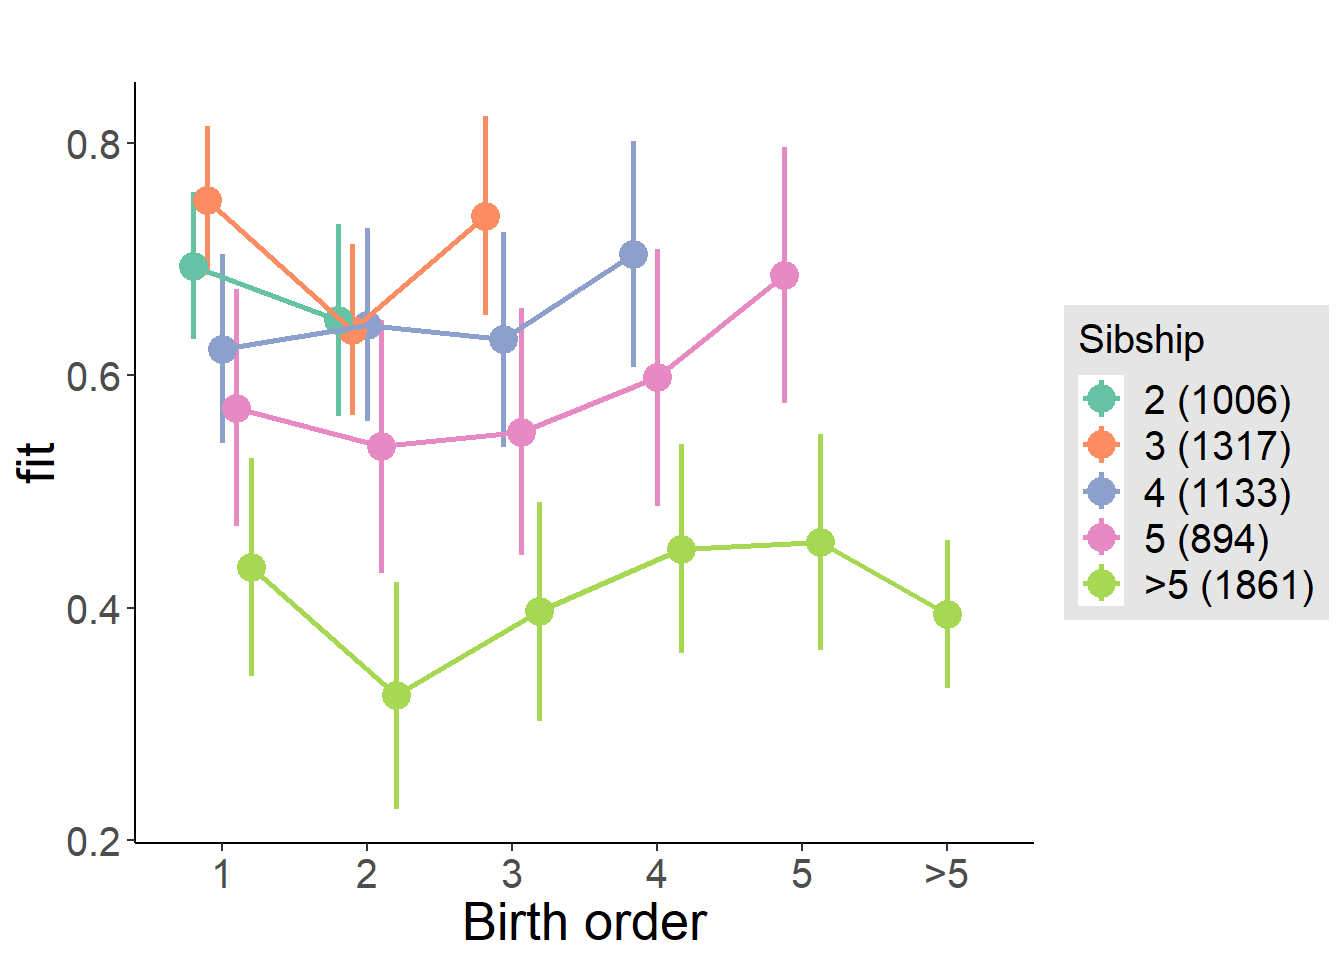 0.8
0.6
0.4
0.2
fit
1 2 3 4 5 >5
Birth order
Sibship
2 (1006)
3 (1317)
4 (1133)
5 (894)
>5 (1861)